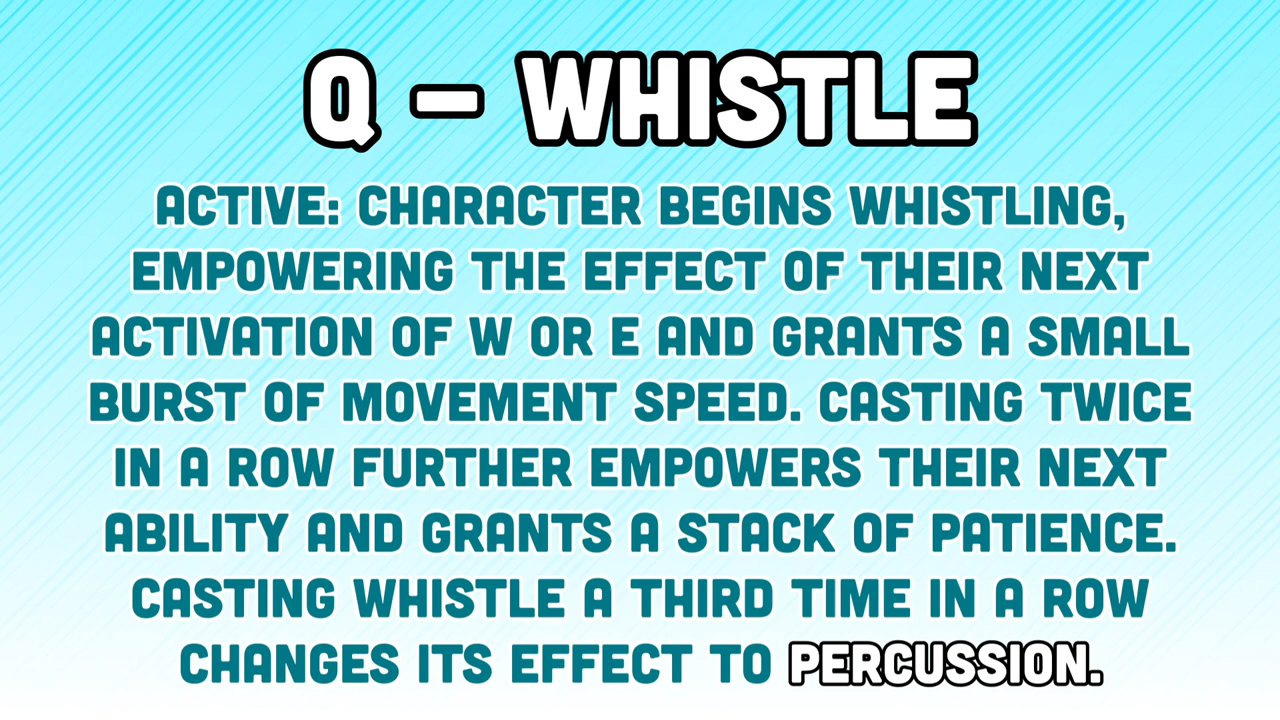 Q – WHISTLE
ACTIVE: CHARACTER BEGINS WHISTLING,
EMPOWERING THE EFFECT OF THEIR NEXT
ACTIVATION OF W OR E AND GRANTS A SMALL
BURST OF MOVEMENT SPEED. CASTING TWICE
IN A ROW FURTHER EMPOWERS THEIR NEXT
ABILITY AND GRANTS A STACK OF PATIENCE.
CASTING WHISTLE A THIRD TIME IN A ROW
CHANGES ITS EFFECT TO PERCUSSION.